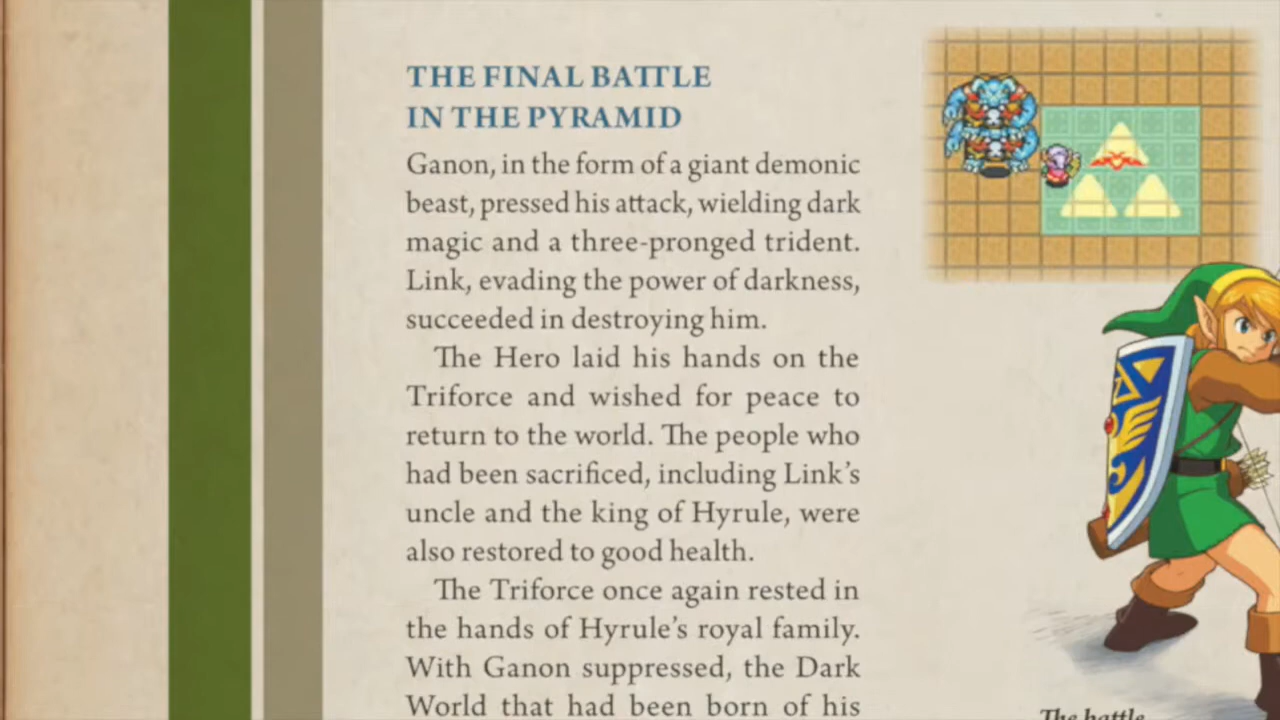 THE FINAL BATTLE
IN THE PYRAMID
Ganon, in the form of a giant demonic
beast, pressed his attack, wielding dark
magic and a three-pronged trident.
Link, evading the power of darkness,
succeeded in destroying him.
The Hero laid his hands on the
Triforce and wished for peace to
return to the world. The people who
had been sacrificed, including Link's
uncle and the king of Hyrule, were
also restored to good health.
The Triforce once again rested in
the hands of Hyrule's royal family.
With Ganon suppressed, the Dark
World that had been born of his
The battle